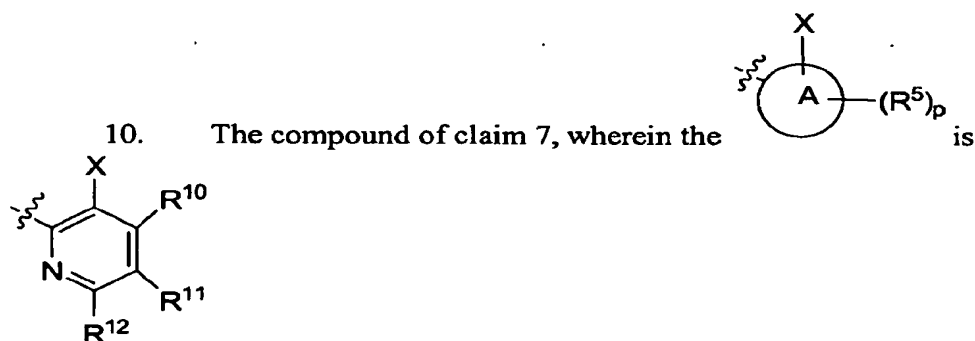 X
A (R⁵)ₚ
10. The compound of claim 7, wherein the is
X
R¹⁰
N
R¹¹
R¹²